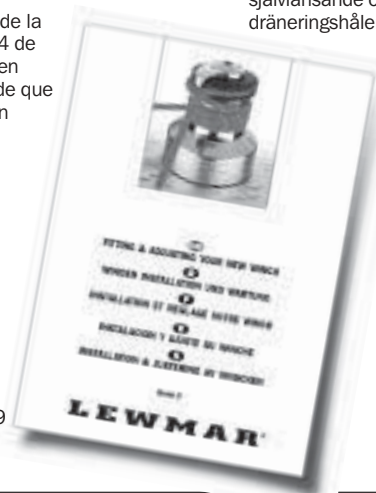 de la
4 de
en
de que
n
självlänsande
dräneringshåle
FITTING & ADJUSTING YOUR NEW WINCH
WINDEN INSTALLATION UND WARTUNG
INSTALLATION ET REGLAGE VOTRE WINCH
INSTALACION Y AJUSTE DU WINCHE
INSTALLATION & JUSTERING AV WINSCHEN
9
LEWMAR